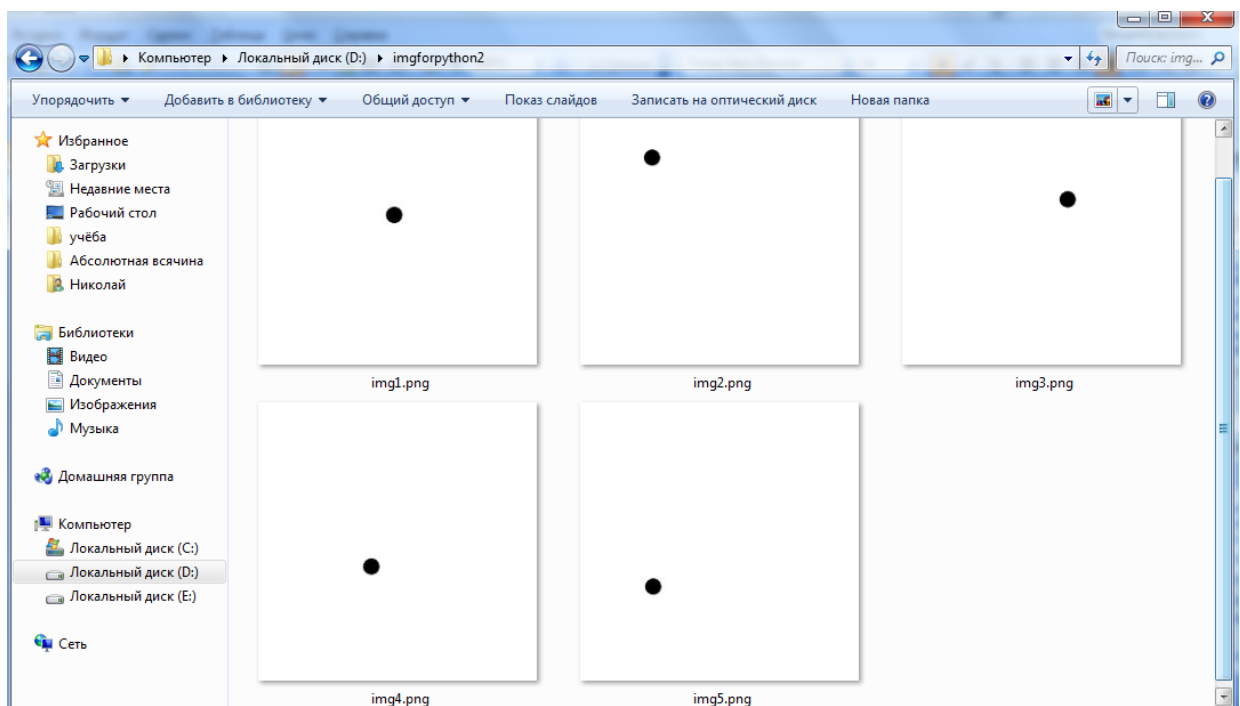 Компьютер ▸ Локальный диск (D:) ▸ imgforpython2
Поиск: img...
Упорядочить ▼ Добавить в библиотеку ▼ Общий доступ ▼ Показ слайдов Записать на оптический диск Новая папка
Избранное
Загрузки
Недавние места
Рабочий стол
учёба
Абсолютная всячина
Николай
Библиотеки
Видео
Документы
Изображения
Музыка
Домашняя группа
Компьютер
Локальный диск (C:)
Локальный диск (D:)
Локальный диск (E:)
Сеть
img1.png
img2.png
img3.png
img4.png
img5.png